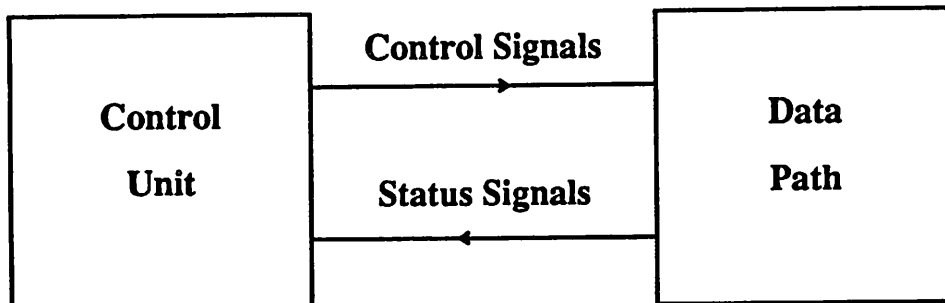 Control
Unit
Control Signals
Status Signals
Data
Path